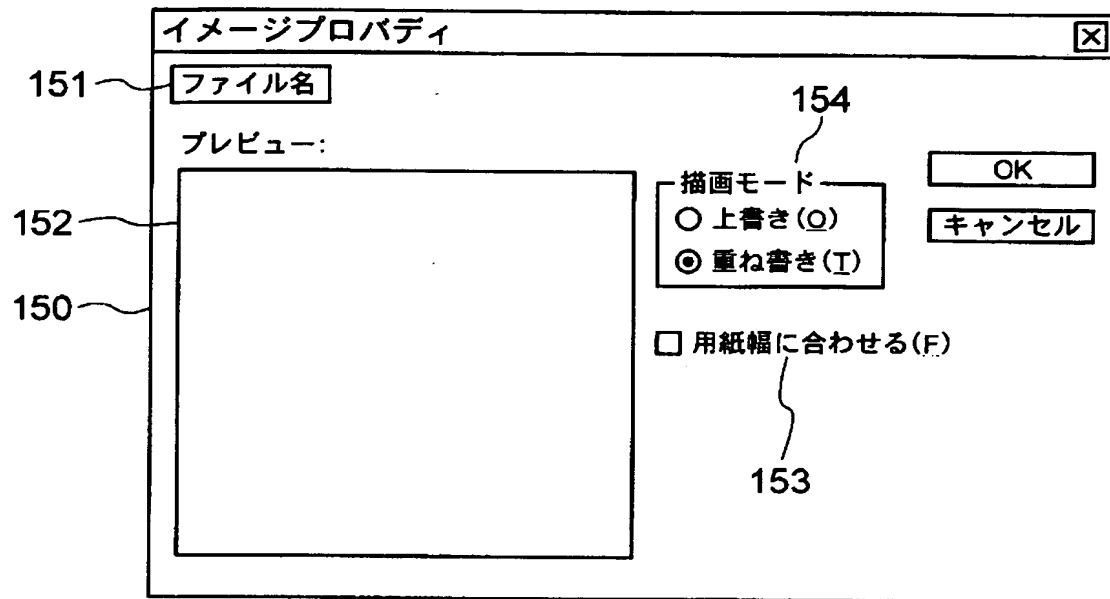 イメージプロバディ
151
ファイル名
154
プレビュー:
描画モード
OK
152
上書き(O)
キャンセル
重ね書き(T)
150
用紙幅に合わせる(F)
153